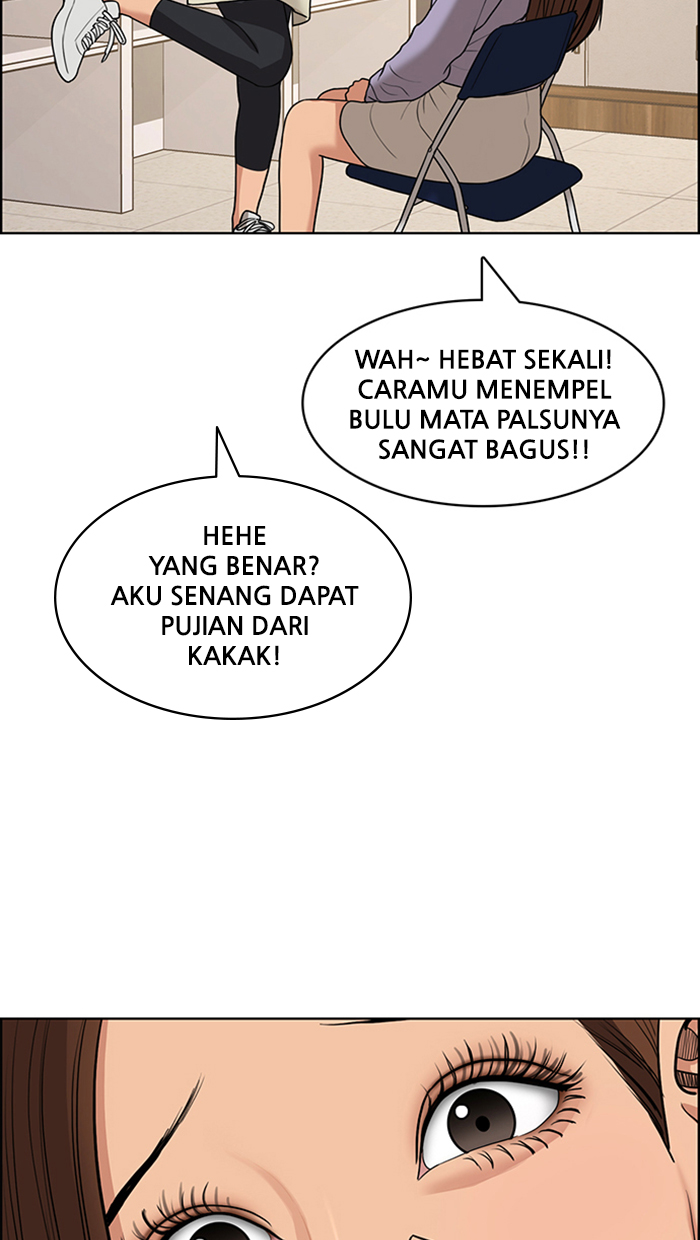 WAH~ HEBAT SEKALI!
CARAMU MENEMPEL
BULU MATA PALSUNYA
SANGAT BAGUS!!
HEHE
YANG BENAR?
AKU SENANG DAPAT
PUJIAN DARI
KAKAK!